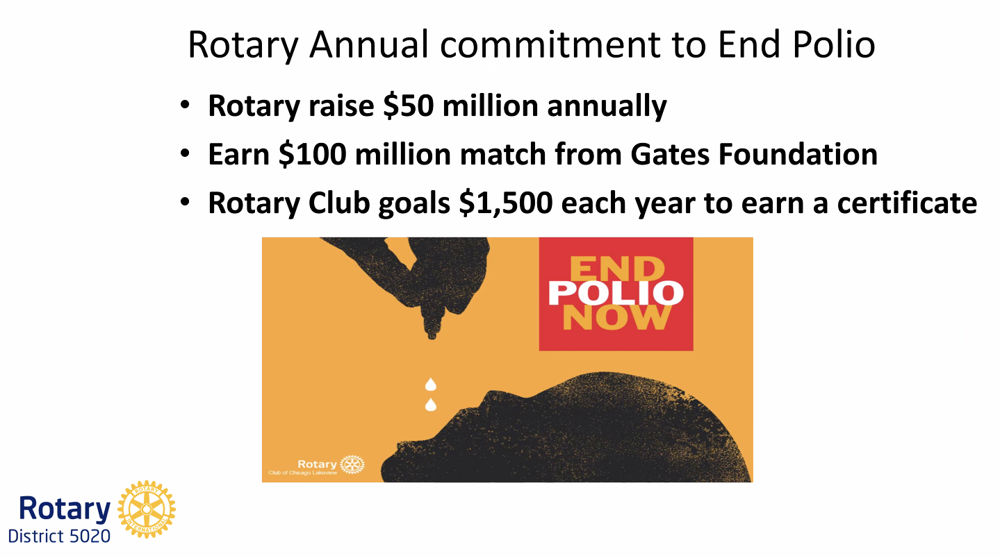 Rotary Annual commitment to End Polio
• Rotary raise $50 million annually
• Earn $100 million match from Gates Foundation
• Rotary Club goals $1,500 each year to earn a certificate
END
POLIO
NOW
Rotary
Club of Chicago Lakeview
Rotary
District 5020
ROTARY
INTERNATIONAL